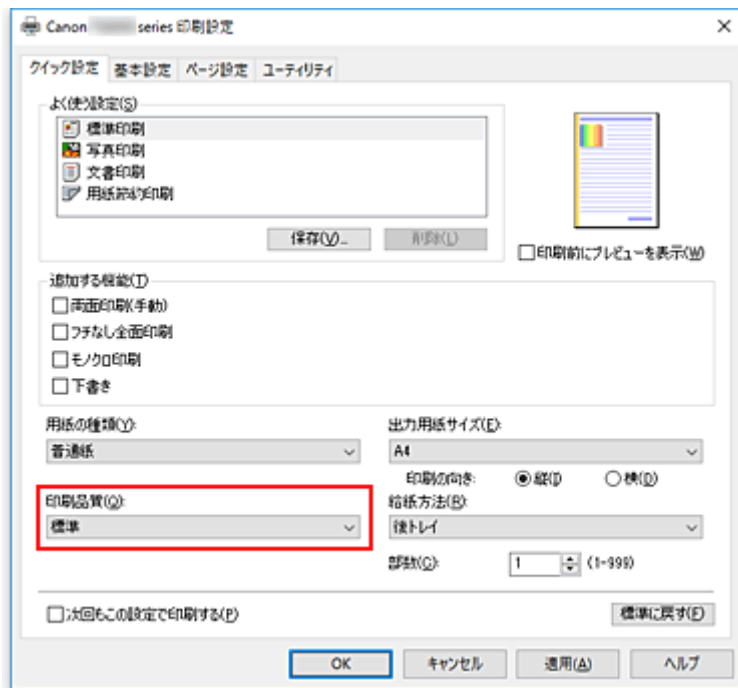 Canon series 印刷設定
クイック設定 基本設定 ページ設定 ユーティリティ
よく使う設定(S)
標準印刷
写真印刷
文書印刷
用紙節約印刷
保存(V)... 削除(L)
印刷前にプレビューを表示(W)
追加する機能(T)
両面印刷(手動)
フチなし全面印刷
モノクロ印刷
下書き
用紙の種類(Y):
普通紙
出力用紙サイズ(E):
A4
印刷の向き: 縦(I) 横(D)
印刷品質(Q):
標準
給紙方法(R):
後トレイ
部数(C): 1 (1-999)
次回もこの設定で印刷する(P)
標準に戻す(F)
OK キャンセル 適用(A) ヘルプ